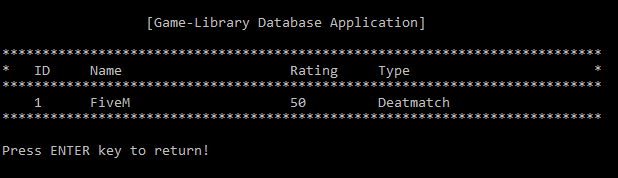 [Game-Library Database Application]
***************************************************************************
* ID Name Rating Type *
***************************************************************************
1 FiveM 50 Deatmatch
***************************************************************************
Press ENTER key to return!